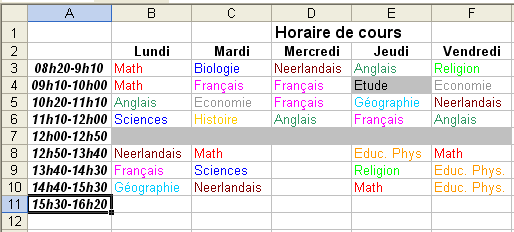 A B C D E F
1 Horaire de cours
2 Lundi Mardi Mercredi Jeudi Vendredi
3 08h20-9h10 Math Biologie Neerlandais Anglais Religion
4 09h10-10h00 Math Français Français Etude Economie
5 10h20-11h10 Anglais Economie Français Géographie Neerlandais
6 11h10-12h00 Sciences Histoire Anglais Français Anglais
7 12h00-12h50
8 12h50-13h40 Neerlandais Math Educ. Phys Math
9 13h40-14h30 Français Sciences Religion Educ. Phys.
10 14h40-15h30 Géographie Neerlandais Math Educ. Phys.
11 15h30-16h20
12